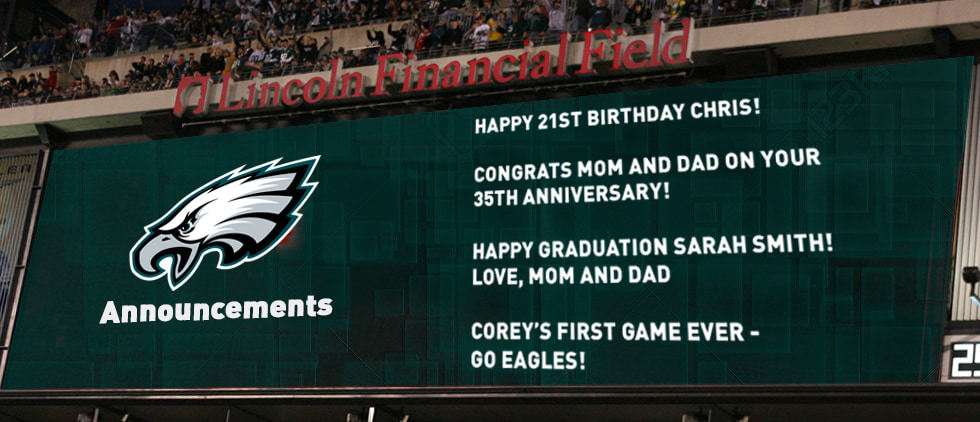 Lincoln Financial Field
HAPPY 21ST BIRTHDAY CHRIS!
CONGRATS MOM AND DAD ON YOUR
35TH ANNIVERSARY!
HAPPY GRADUATION SARAH SMITH!
LOVE, MOM AND DAD
COREY'S FIRST GAME EVER –
GO EAGLES!
Announcements